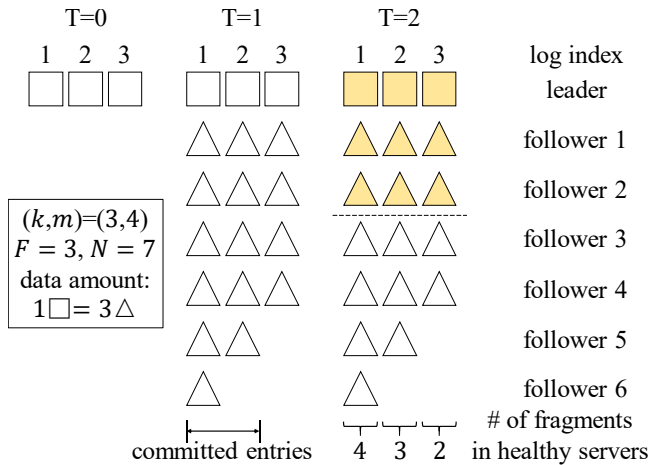 T=0 T=1 T=2
1 2 3 1 2 3 1 2 3 log index
leader
follower 1
follower 2
(k,m)=(3,4)
F = 3, N = 7
data amount:
1□= 3△
follower 3
follower 4
follower 5
follower 6
committed entries
4 3 2
# of fragments
in healthy servers